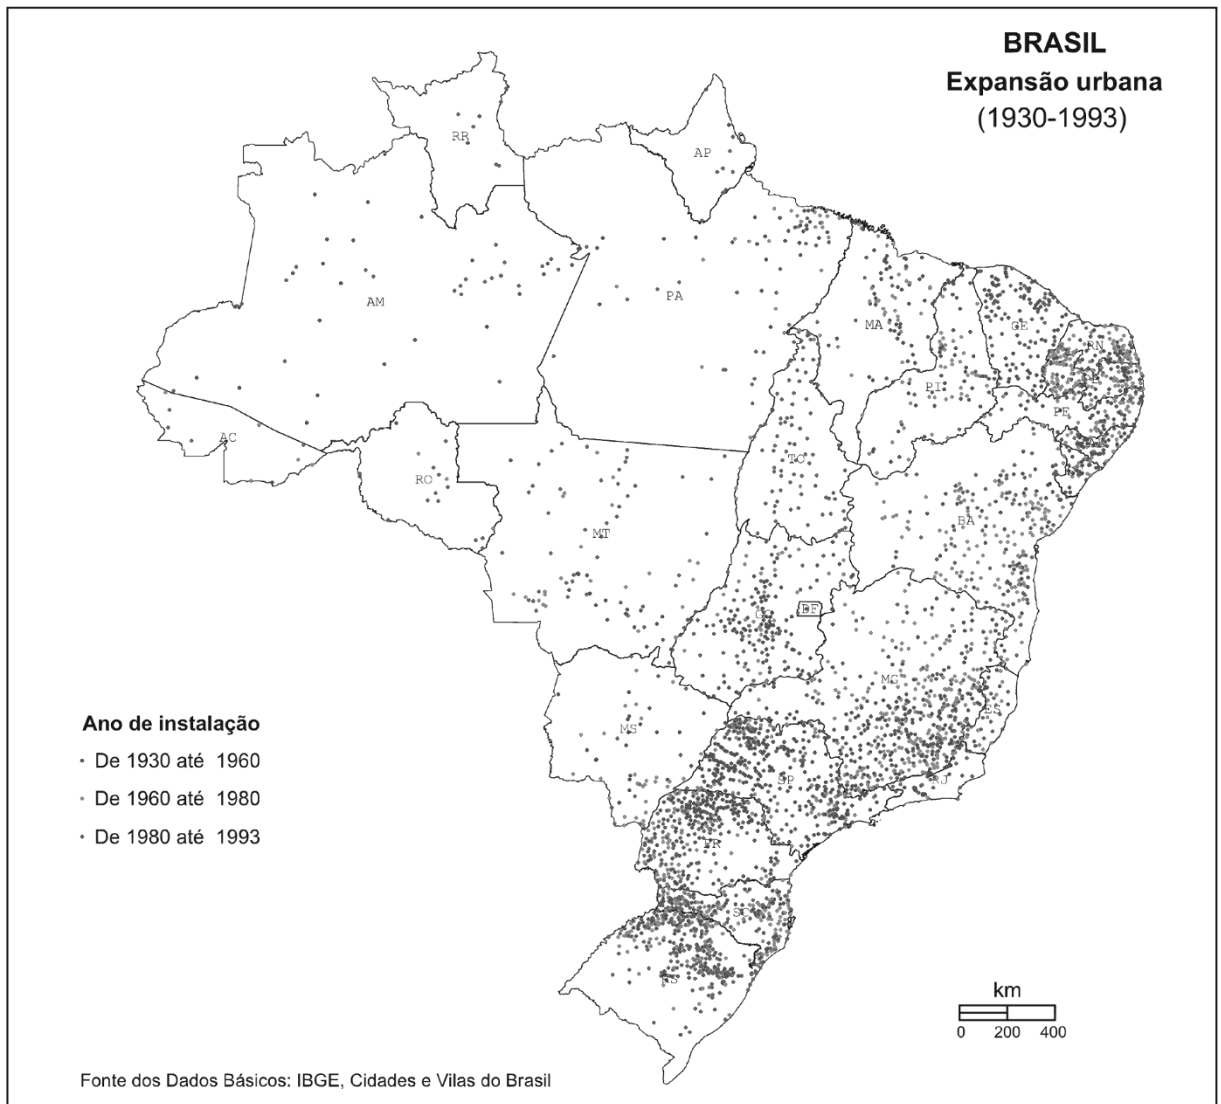 BRASIL
Expansão urbana
(1930-1993)
RR
AP
AM
PA
MA
CE
RN
PI
PE
AC
TO
RO
BA
MT
DF
MG
ES
MS
SP
RJ
PR
SC
RS
Ano de instalação
De 1930 até 1960
De 1960 até 1980
De 1980 até 1993
km
0 200 400
Fonte dos Dados Básicos: IBGE, Cidades e Vilas do Brasil